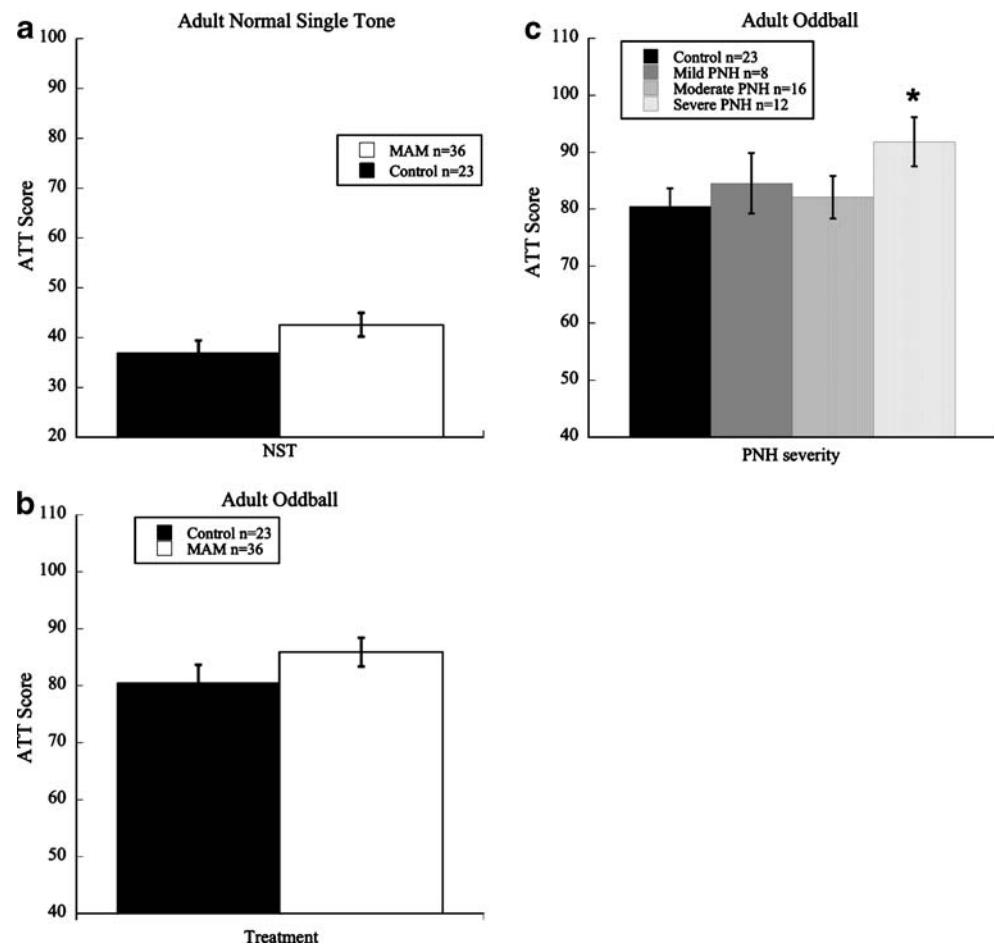 a
Adult Normal Single Tone
100
90
80
70
60
50
40
30
20
ATT Score
MAM n=36
Control n=23
NST
b
Adult Oddball
110
100
90
80
70
60
50
40
ATT Score
Control n=23
MAM n=36
Treatment
c
Adult Oddball
110
100
90
80
70
60
50
40
ATT Score
Control n=23
Mild PNH n=8
Moderate PNH n=16
Severe PNH n=12
*
PNH severity